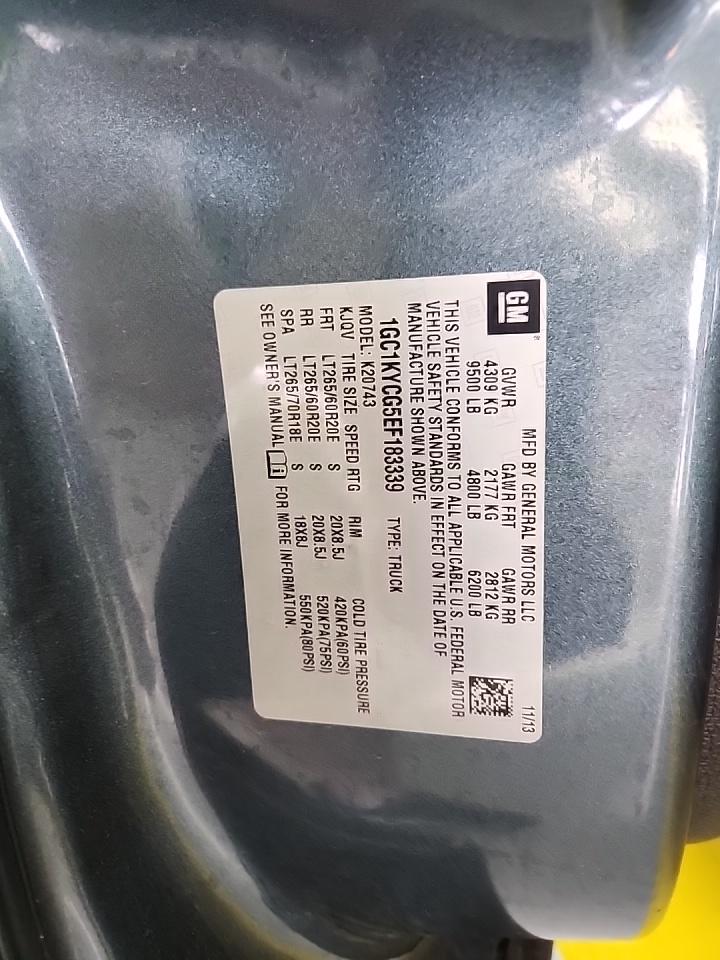 GM
MFD BY GENERAL MOTORS LLC 11/13
GVWR GAWR FRT GAWR RR
4309 KG 2177 KG 2812 KG
9500 LB 4800 LB 6200 LB
THIS VEHICLE CONFORMS TO ALL APPLICABLE U.S. FEDERAL MOTOR
VEHICLE SAFETY STANDARDS IN EFFECT ON THE DATE OF
MANUFACTURE SHOWN ABOVE.
1GC1KYCG5EF183339 TYPE: TRUCK
MODEL: K20743
KJQV TIRE SIZE SPEED RTG RIM COLD TIRE PRESSURE
FRT LT265/60R20E S 20X8.5J 420KPA(60PSI)
RR LT265/60R20E S 20X8.5J 520KPA(75PSI)
SPA LT265/70R18E S 18X8J 550KPA(80PSI)
SEE OWNER'S MANUAL FOR MORE INFORMATION.